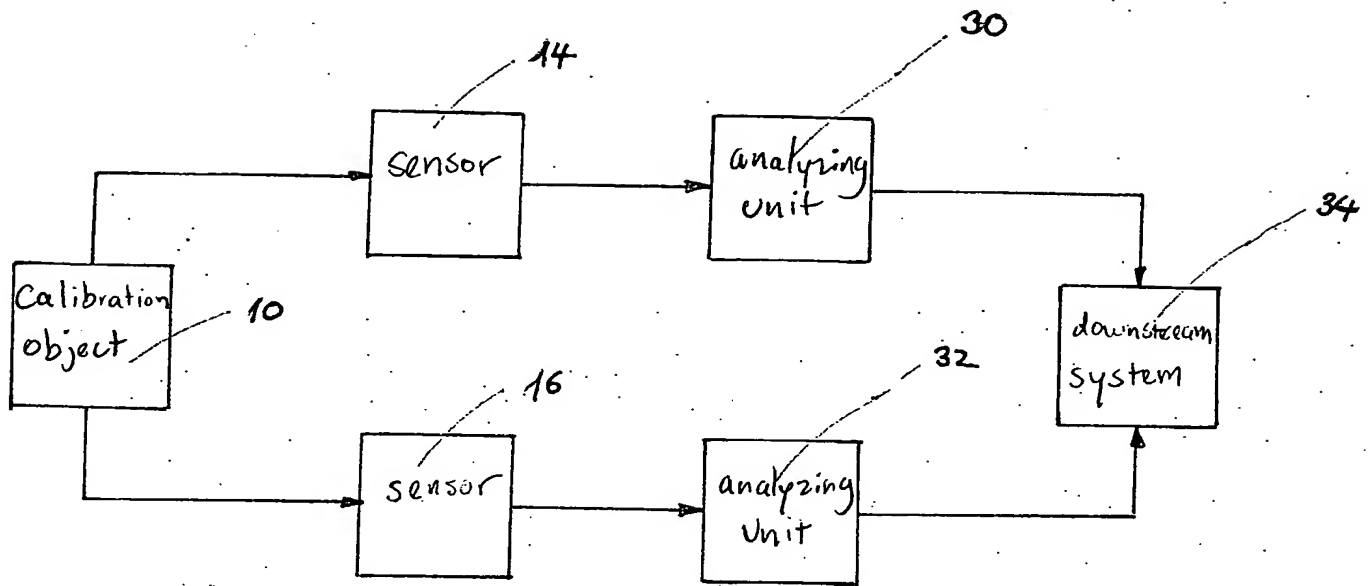 30
14
sensor
analyzing
unit
34
Calibration
object
10
downstream
system
32
16
sensor
analyzing
unit